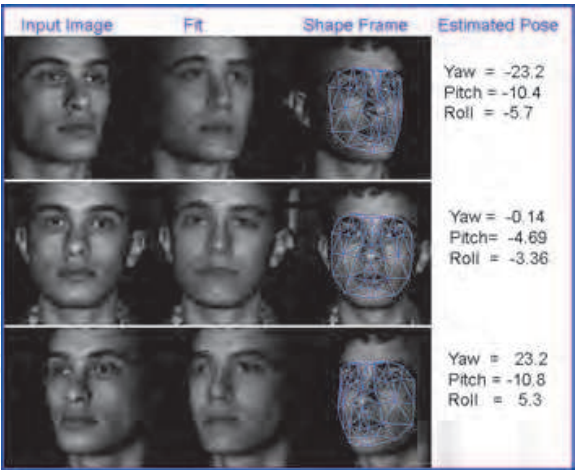 Input Image Fit Shape Frame Estimated Pose
Yaw = -23.2
Pitch = -10.4
Roll = -5.7
Yaw = -0.14
Pitch= -4.69
Roll = -3.36
Yaw = 23.2
Pitch = -10.8
Roll = 5.3